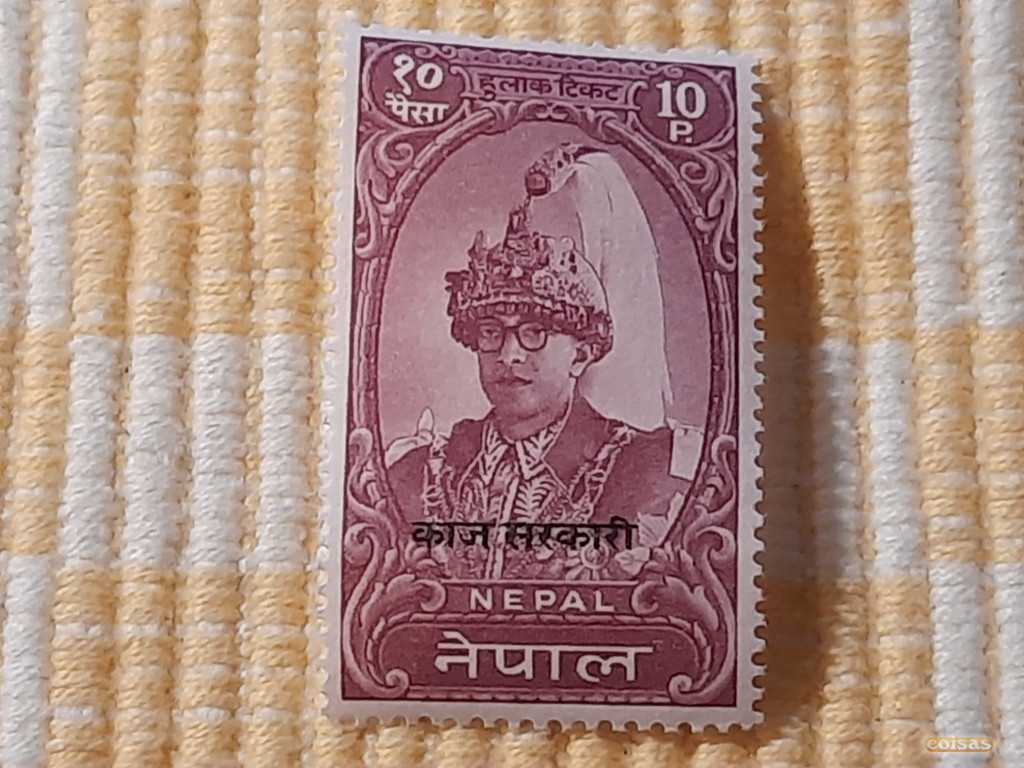 १० हुलाक टिकट 10
पैसा P.
काज सरकारी
NEPAL
नेपाल
coisas